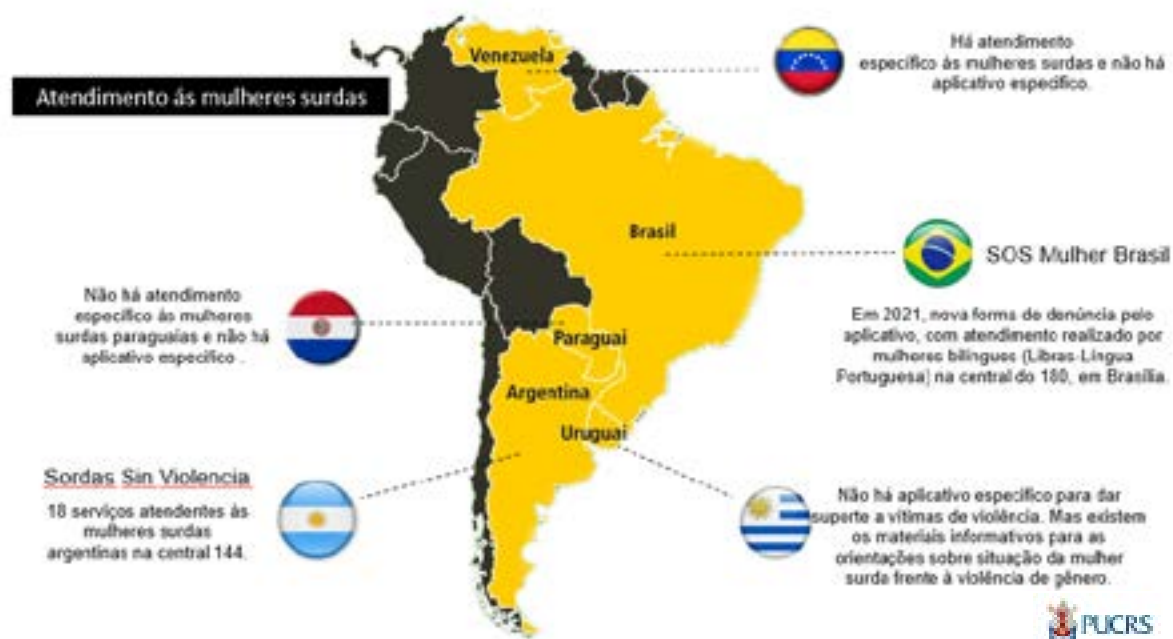 Atendimento ás mulheres surdas
Venezuela
Há atendimento
específico ás mulheres surdas e não há
aplicativo específico.
Brasil
SOS Mulher Brasil
Em 2021, nova forma de denúncia pelo
aplicativo, com atendimento realizado por
mulheres bilíngues (Libras-Língua
Portuguesa) na central do 180, em Brasília.
Não há atendimento
específico ás mulheres
surdas paraguaias e não há
aplicativo específico .
Paraguai
Argentina
Uruguai
Sordas Sin Violencia
18 serviços atendentes às
mulheres surdas
argentinas na central 144.
Não há aplicativo específico para dar
suporte a vítimas de violência. Mas existem
os materiais informativos para as
orientações sobre situação da mulher
surda frente à violência de gênero.
PUCRS